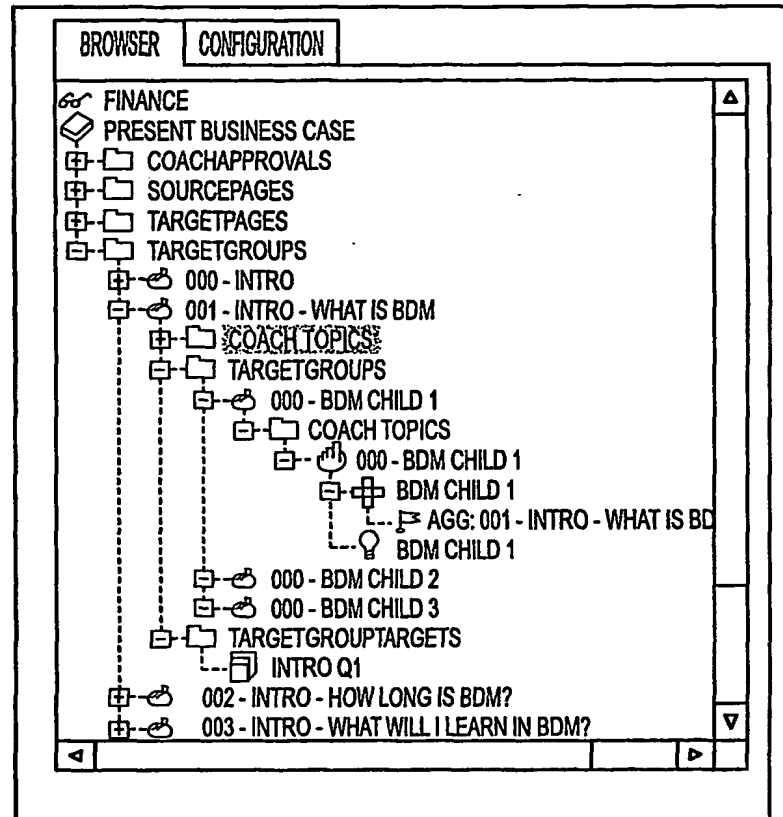 BROWSER CONFIGURATION
FINANCE
PRESENT BUSINESS CASE
COACHAPPROVALS
SOURCEPAGES
TARGETPAGES
TARGETGROUPS
000 - INTRO
001 - INTRO - WHAT IS BDM
COACH TOPICS
TARGETGROUPS
000 - BDM CHILD 1
COACH TOPICS
000 - BDM CHILD 1
BDM CHILD 1
AGG: 001 - INTRO - WHAT IS BD
BDM CHILD 1
000 - BDM CHILD 2
000 - BDM CHILD 3
TARGETGROUPTARGETS
INTRO Q1
002 - INTRO - HOW LONG IS BDM?
003 - INTRO - WHAT WILL I LEARN IN BDM?